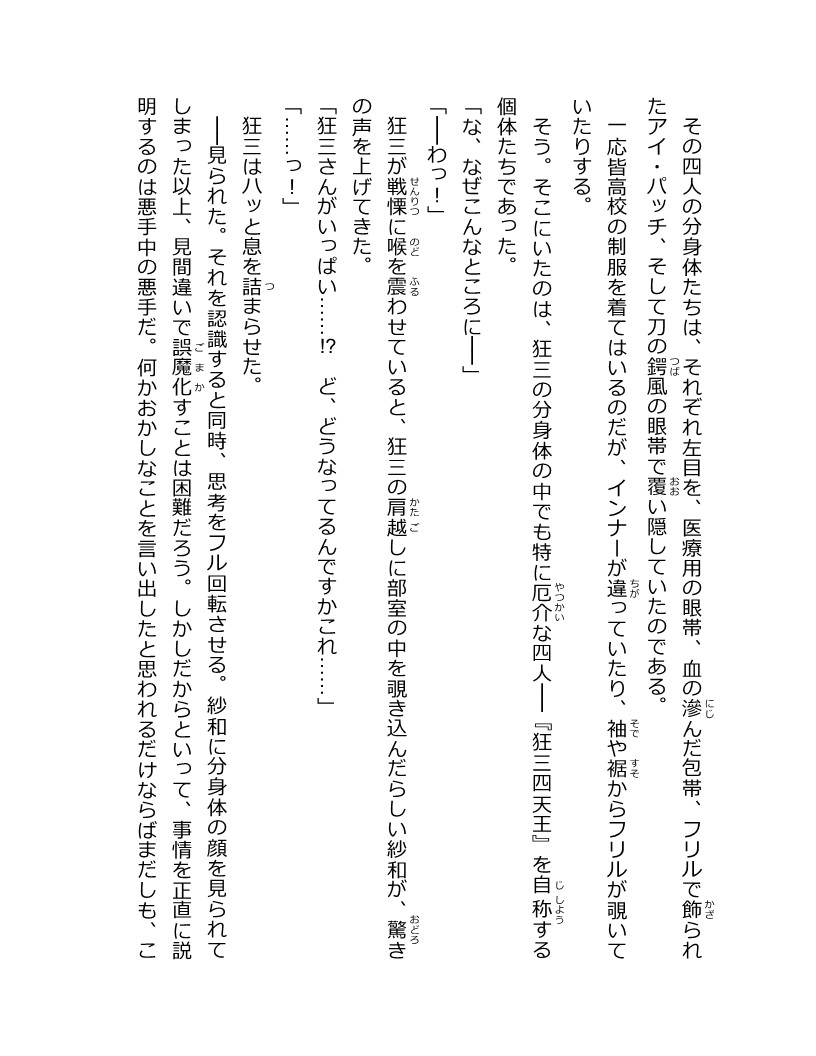 その四人の分身体たちは、それぞれ左目を、医療用の眼帯、血の滲んだ包帯、フリルで飾られ
たアイ・パッチ、そして刀の鍔風の眼帯で覆い隠していたのである。
一応皆高校の制服を着てはいるのだが、インナーが違っていたり、袖や裾からフリルが覗いて
いたりする。
そう。そこにいたのは、狂三の分身体の中でも特に厄介な四人――『狂三四天王』を自称する
個体たちであった。
「な、なぜこんなところに――」
「――わっ！」
狂三が戦慄に喉を震わせていると、狂三の肩越しに部室の中を覗き込んだらしい紗和が、驚き
の声を上げてきた。
「狂三さんがいっぱい……!?　ど、どうなってるんですかこれ……」
「……っ！」
狂三はハッと息を詰まらせた。
――見られた。それを認識すると同時、思考をフル回転させる。紗和に分身体の顔を見られて
しまった以上、見間違いで誤魔化すことは困難だろう。しかしだからといって、事情を正直に説
明するのは悪手中の悪手だ。何かおかしなことを言い出したと思われるだけならばまだしも、こ